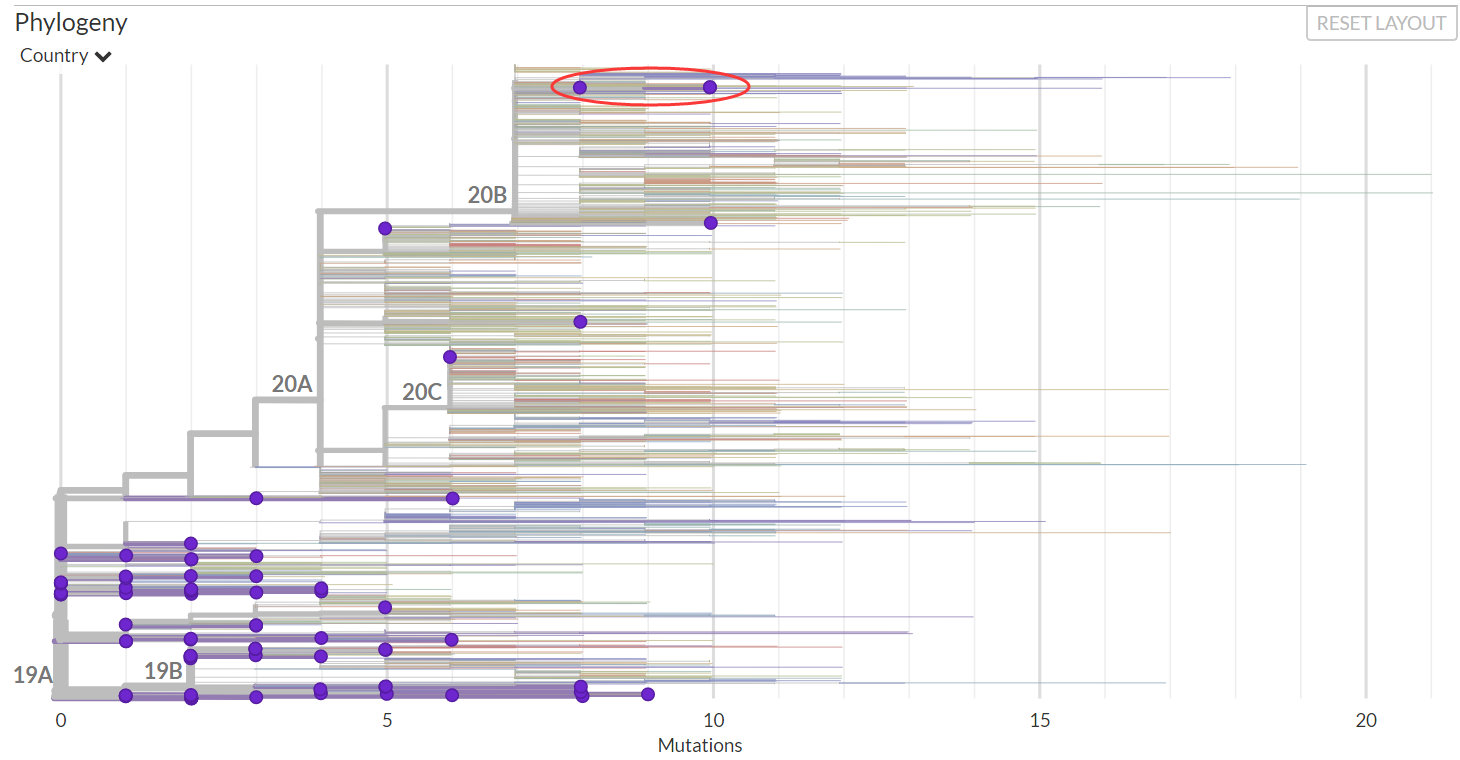 Phylogeny
RESET LAYOUT
Country
20B
20A
20C
19A
19B
0 5 10 15 20
Mutations